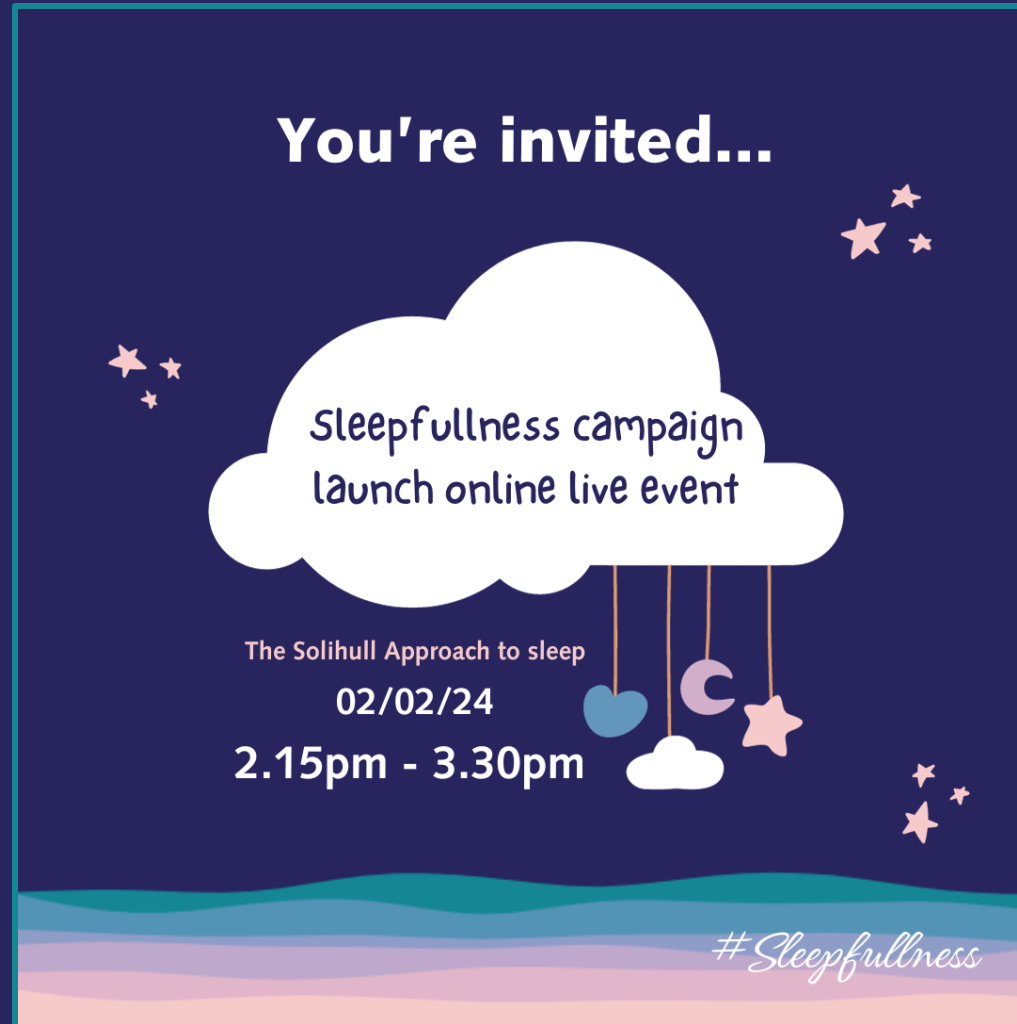 You're invited...
Sleepfullness campaign
launch online live event
The Solihull Approach to sleep
02/02/24
2.15pm - 3.30pm
#Sleepfullness